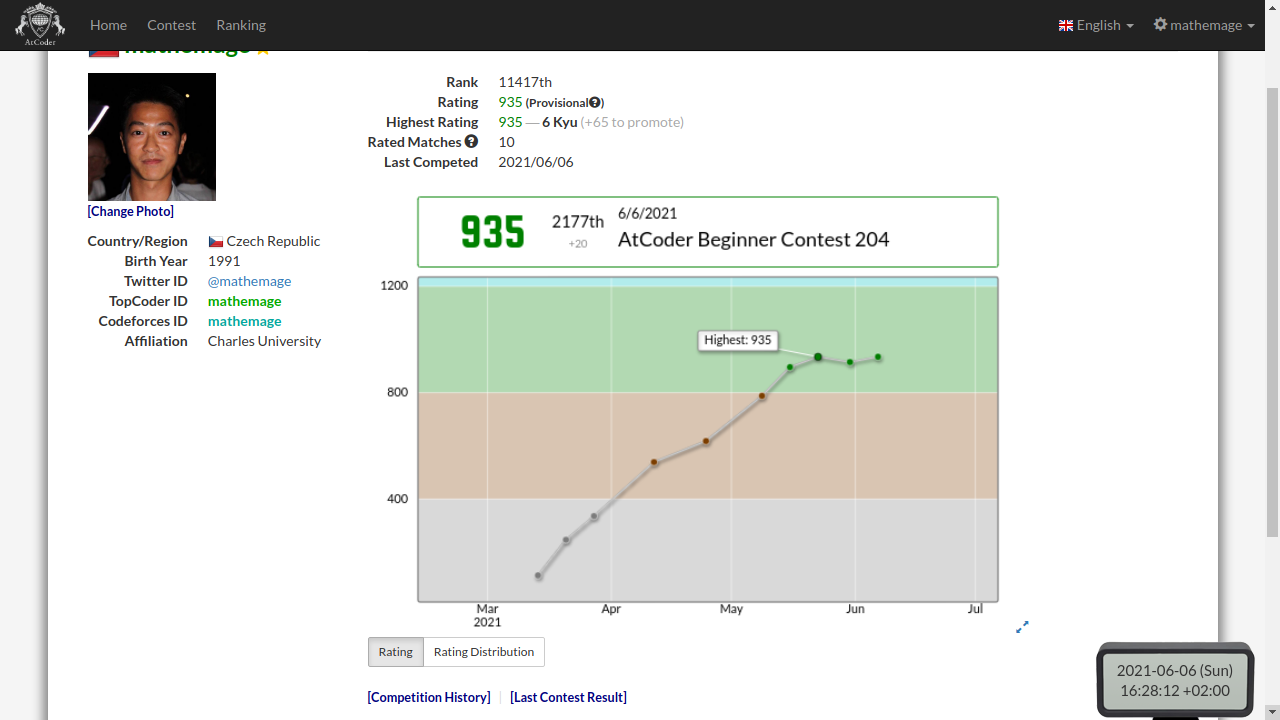 AtCoder
Home Contest Ranking English mathemage
mathemage
Rank 11417th
Rating 935 (Provisional?)
Highest Rating 935 — 6 Kyu (+65 to promote)
Rated Matches ? 10
Last Competed 2021/06/06
[Change Photo]
Country/Region Czech Republic
Birth Year 1991
Twitter ID @mathemage
TopCoder ID mathemage
Codeforces ID mathemage
Affiliation Charles University
935 2177th +20
6/6/2021
AtCoder Beginner Contest 204
1200
Highest: 935
800
400
Mar Apr May Jun Jul
2021
Rating Rating Distribution
[Competition History] | [Last Contest Result]
2021-06-06 (Sun)
16:28:12 +02:00